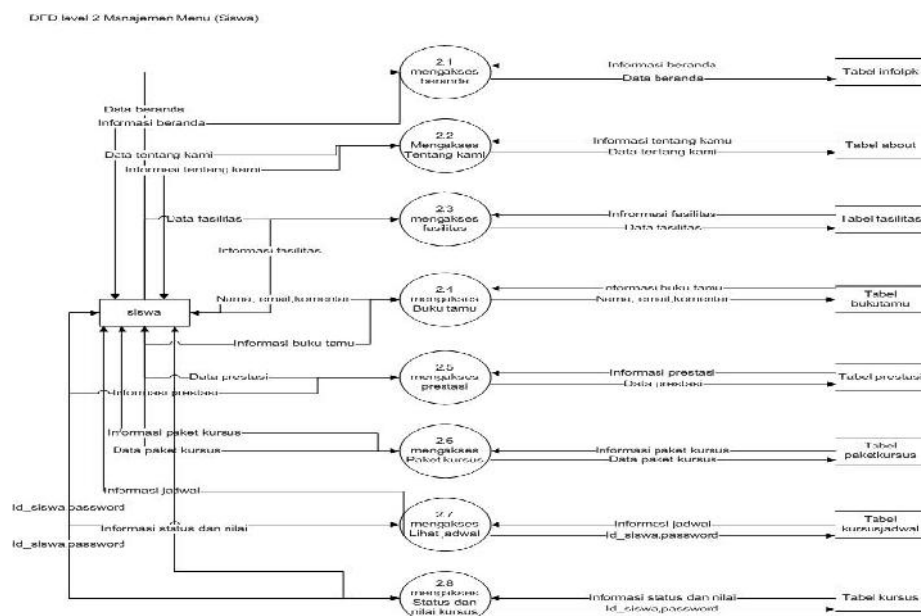 DFD level 2 Manajemen Menu (Siswa)
2.1
mengakses
beranda
Informasi beranda
Data beranda
Tabel infolpk
Data beranda
Informasi beranda
2.2
Mengakses
Tentang kami
Informasi tentang kamu
Data tentang kami
Tabel about
Data tentang kami
Informasi tentang kami
2.3
mengakses
fasilitas
Infrormasi fasilitas
Data fasilitas
Tabel fasilitas
Data fasilitas
Informasi fasilitas
2.4
mengakses
Buku tamu
nformasi buku tamu
Nama, email,komentar
Tabel
bukutamu
Nama, email,komentar
siswa
Informasi buku tamu
2.5
mengakses
prestasi
Informasi prestasi
Data prestasi
Tabel prestasi
Data prestasi
Informasi prestasi
Informasi paket kursus
Data paket kursus
2.6
mengakses
Paket kursus
Informasi paket kursus
Data paket kursus
Tabel
paketkursus
Informasi jadwal
Id_siswa,password
2.7
mengakses
Lihat jadwal
Informasi jadwal
Id_siswa,password
Tabel
kursusjadwal
Informasi status dan nilai
Id_siswa,password
2.8
mengakses
Status dan
nilai kursus
Informasi status dan nilai
Id_siswa,password
Tabel kursus